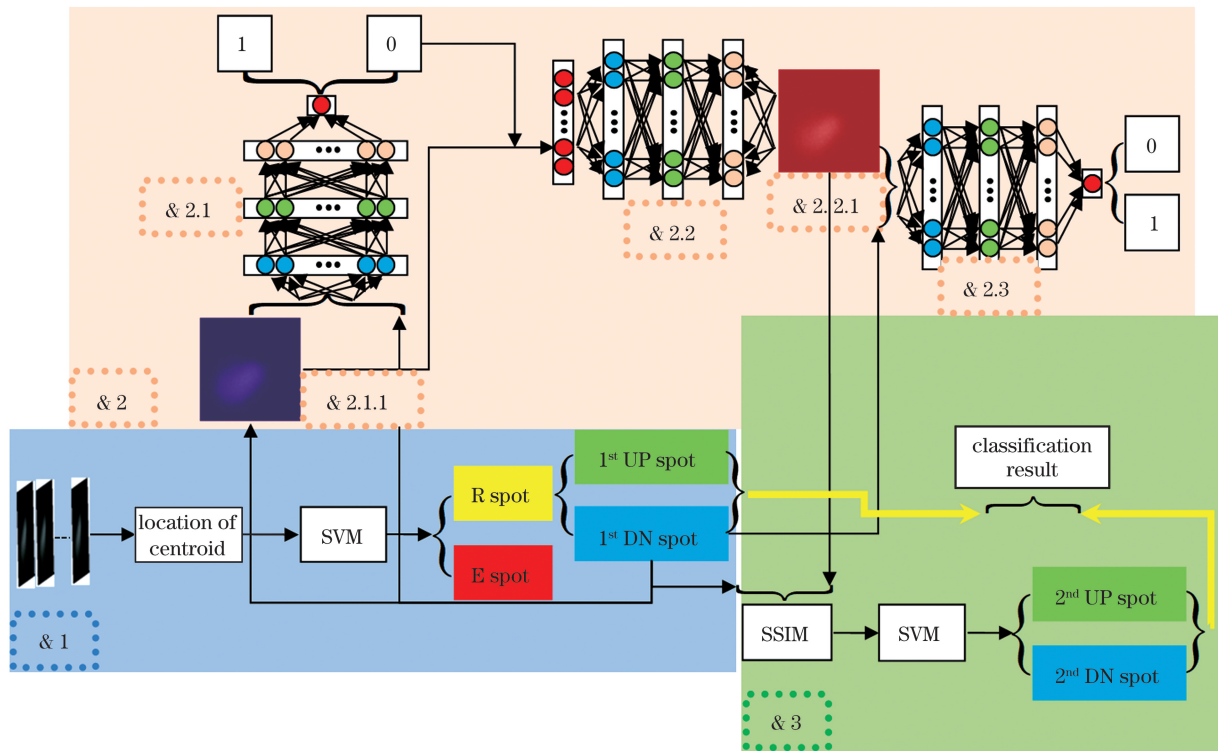 1
0
& 2.1
& 2.2
& 2.2.1
0
1
& 2.3
& 2
& 2.1.1
location of
centroid
SVM
R spot
E spot
1st UP spot
1st DN spot
& 1
classification
result
SSIM
SVM
2nd UP spot
2nd DN spot
& 3